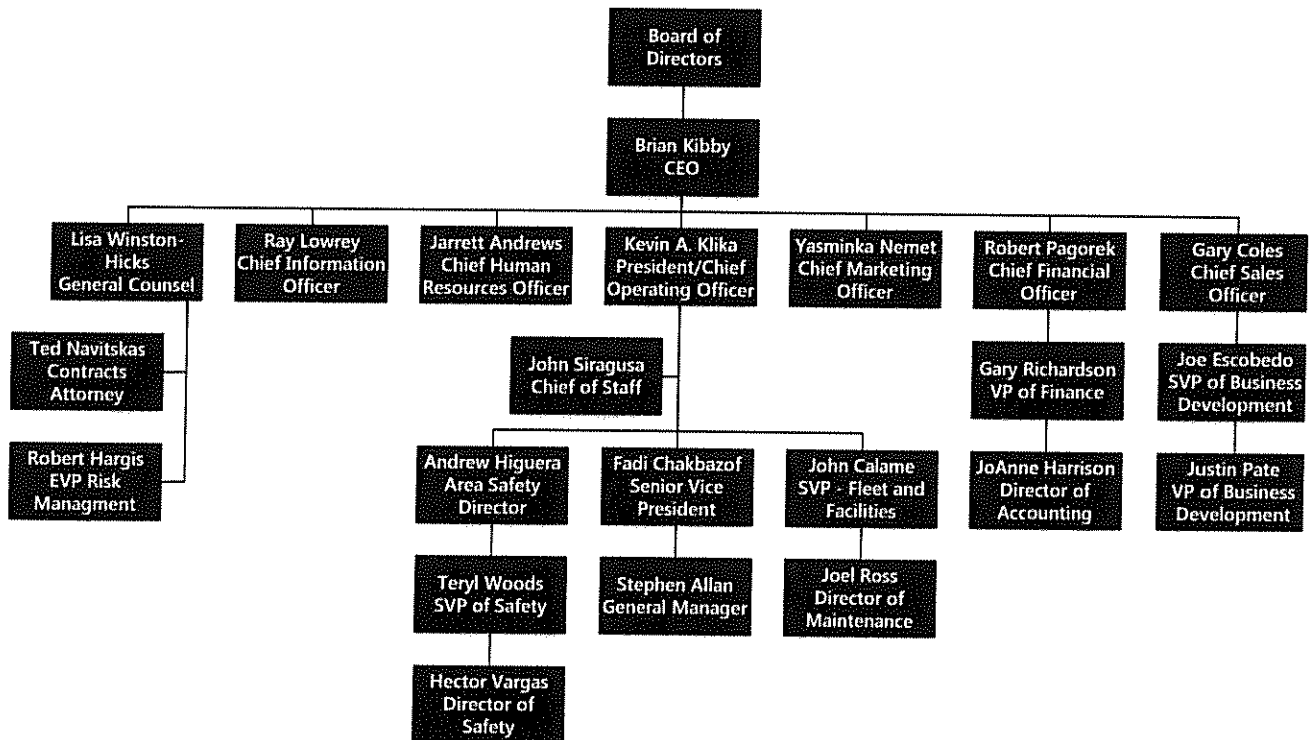 Board of
Directors
Brian Kibby
CEO
Lisa Winston-
Hicks
General Counsel
Ray Lowrey
Chief Information
Officer
Jarrett Andrews
Chief Human
Resources Officer
Kevin A. Klika
President/Chief
Operating Officer
Yasminka Nemet
Chief Marketing
Officer
Robert Pagorek
Chief Financial
Officer
Gary Coles
Chief Sales
Officer
Ted Navitskas
Contracts
Attorney
Robert Hargis
EVP Risk
Managment
John Siragusa
Chief of Staff
Andrew Higuera
Area Safety
Director
Teryl Woods
SVP of Safety
Hector Vargas
Director of
Safety
Fadi Chakbazof
Senior Vice
President
Stephen Allan
General Manager
John Calame
SVP - Fleet and
Facilities
Joel Ross
Director of
Maintenance
Gary Richardson
VP of Finance
JoAnne Harrison
Director of
Accounting
Joe Escobedo
SVP of Business
Development
Justin Pate
VP of Business
Development